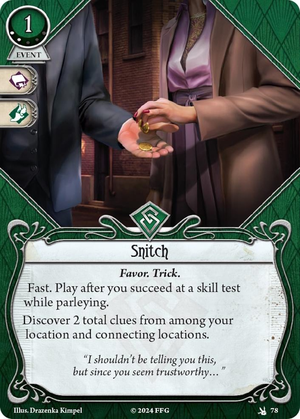 1
EVENT
Snitch
Favor. Trick.
Fast. Play after you succeed at a skill test
while parleying.
Discover 2 total clues from among your
location and connecting locations.
"I shouldn't be telling you this,
but since you seem trustworthy…"
Illus. Drazenka Kimpel
© 2024 FFG
78